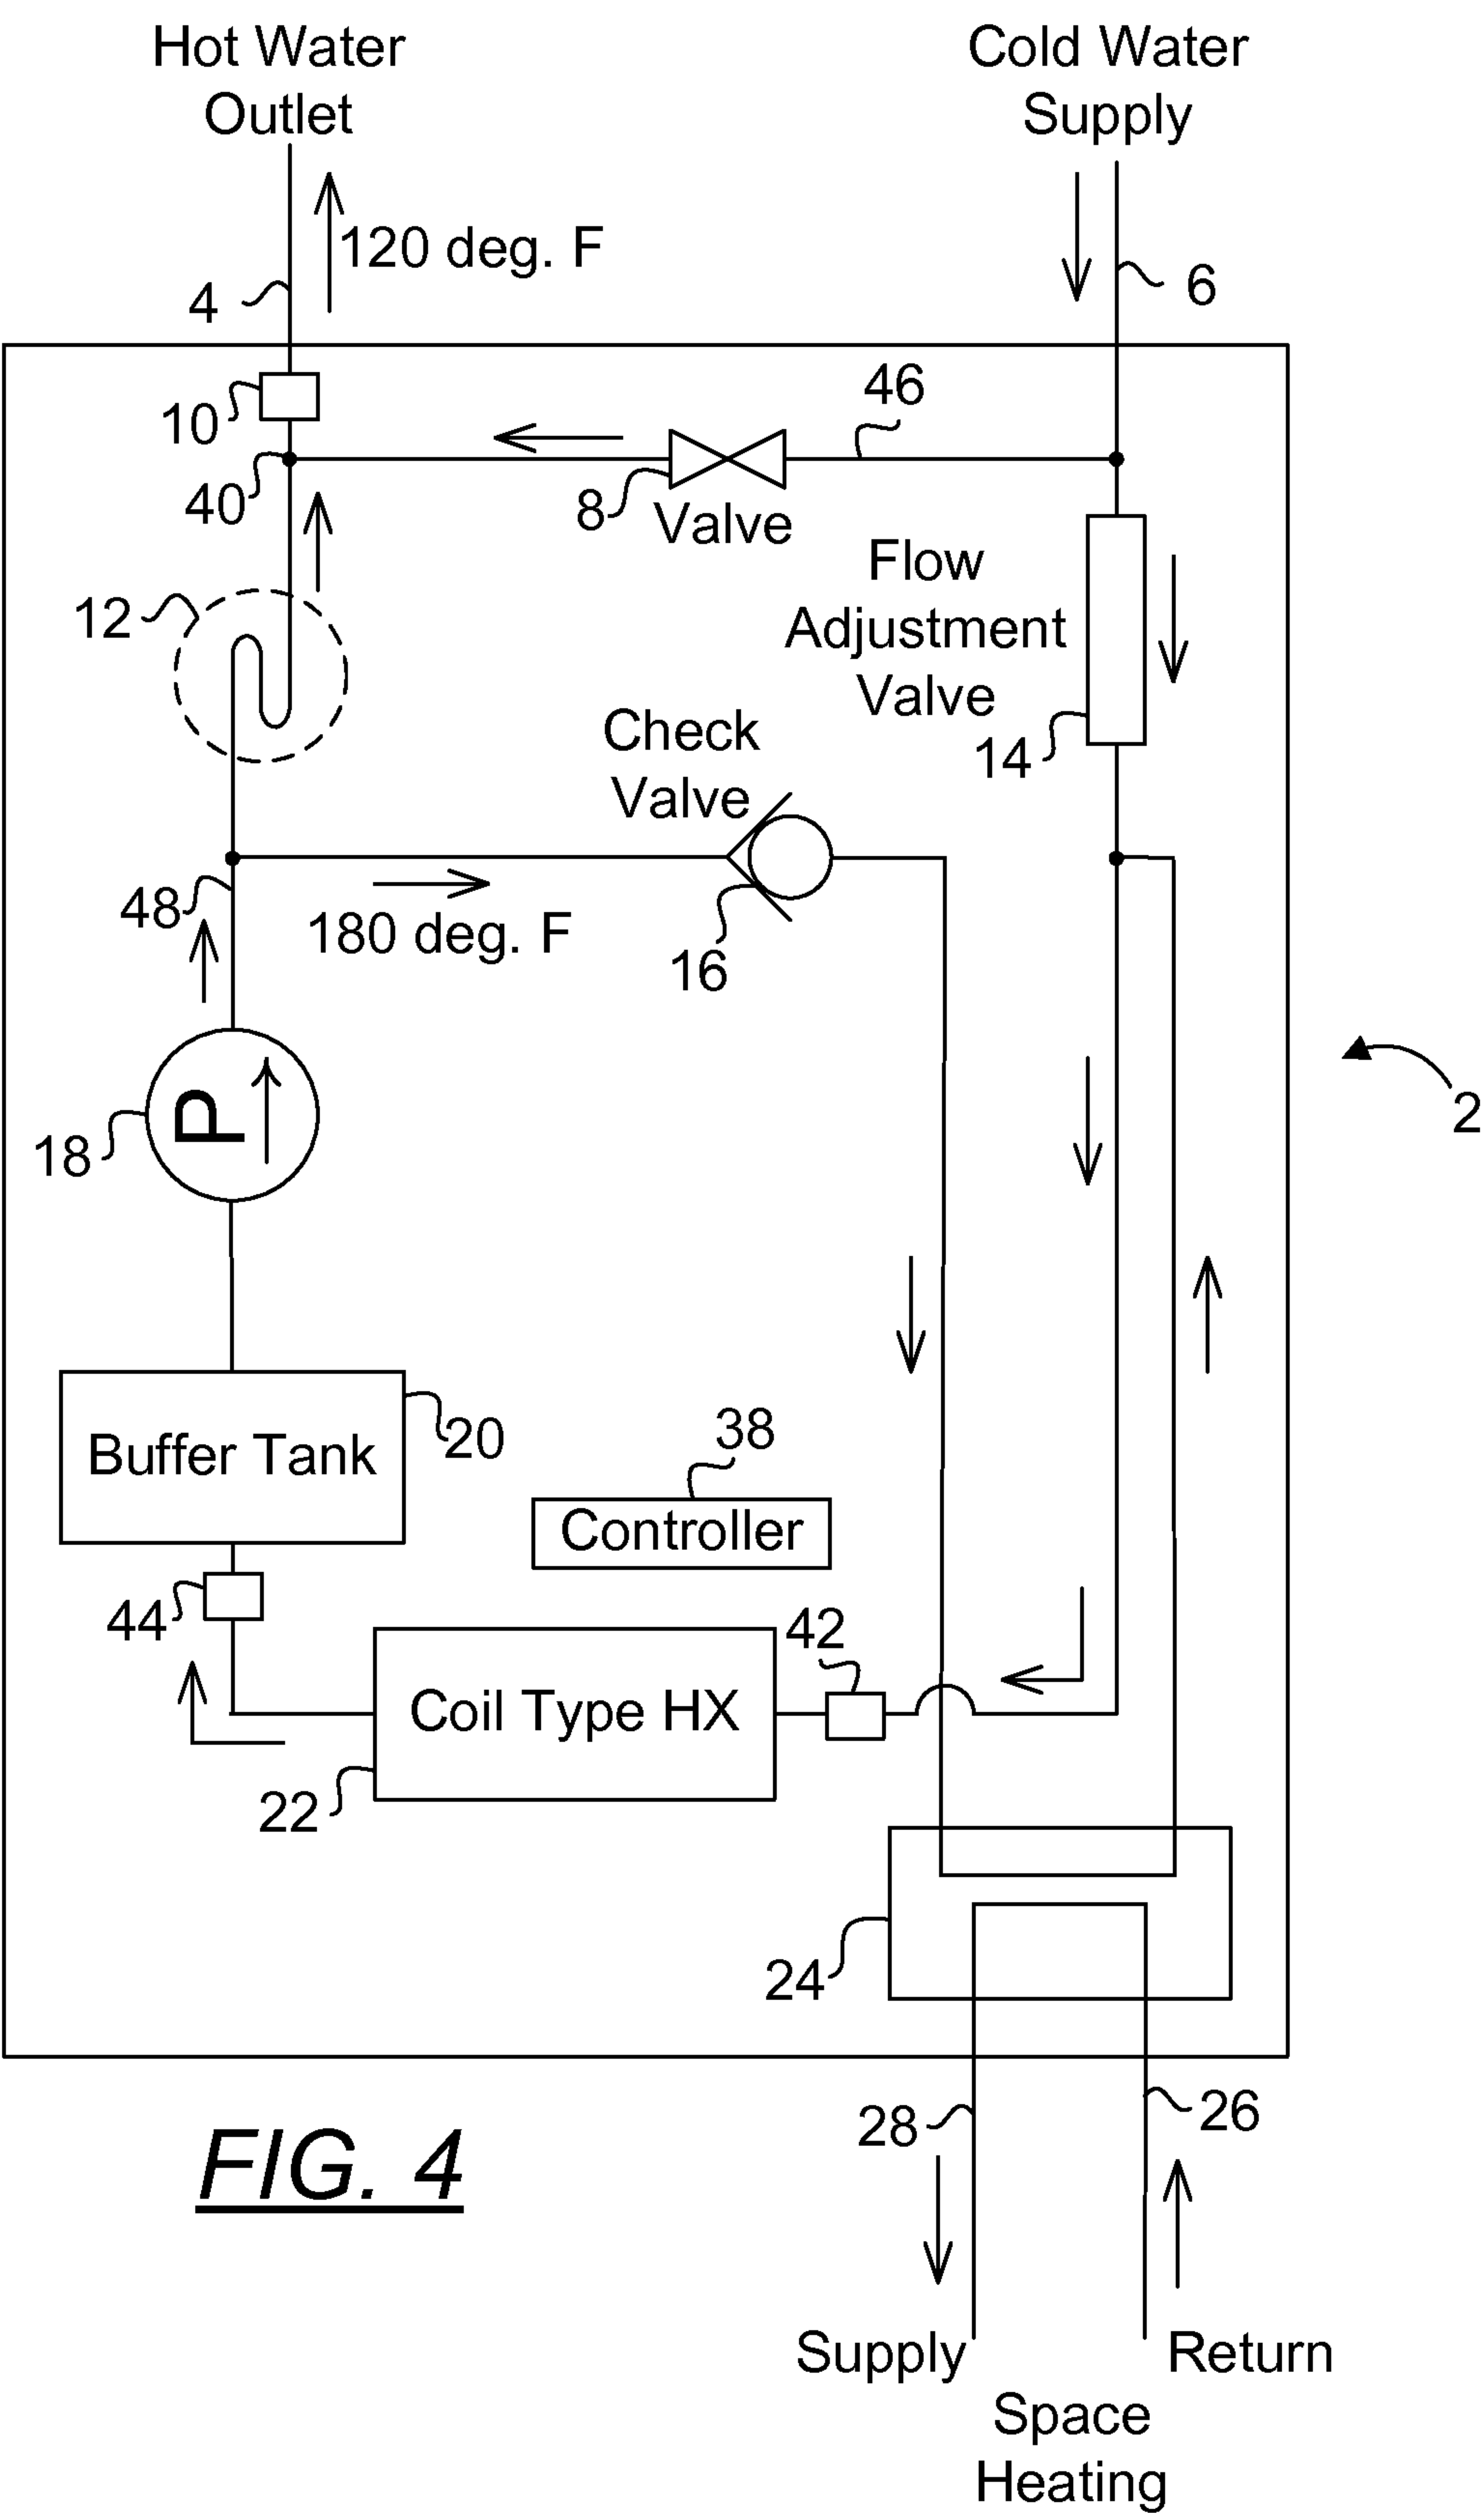 Hot Water
Outlet
Cold Water
Supply
120 deg. F
4
6
10
46
40
8
Valve
Flow
Adjustment
Valve
12
14
Check
Valve
48
180 deg. F
16
P
18
2
38
Buffer Tank
20
Controller
44
42
Coil Type HX
22
24
28
26
FIG. 4
Supply
Return
Space
Heating